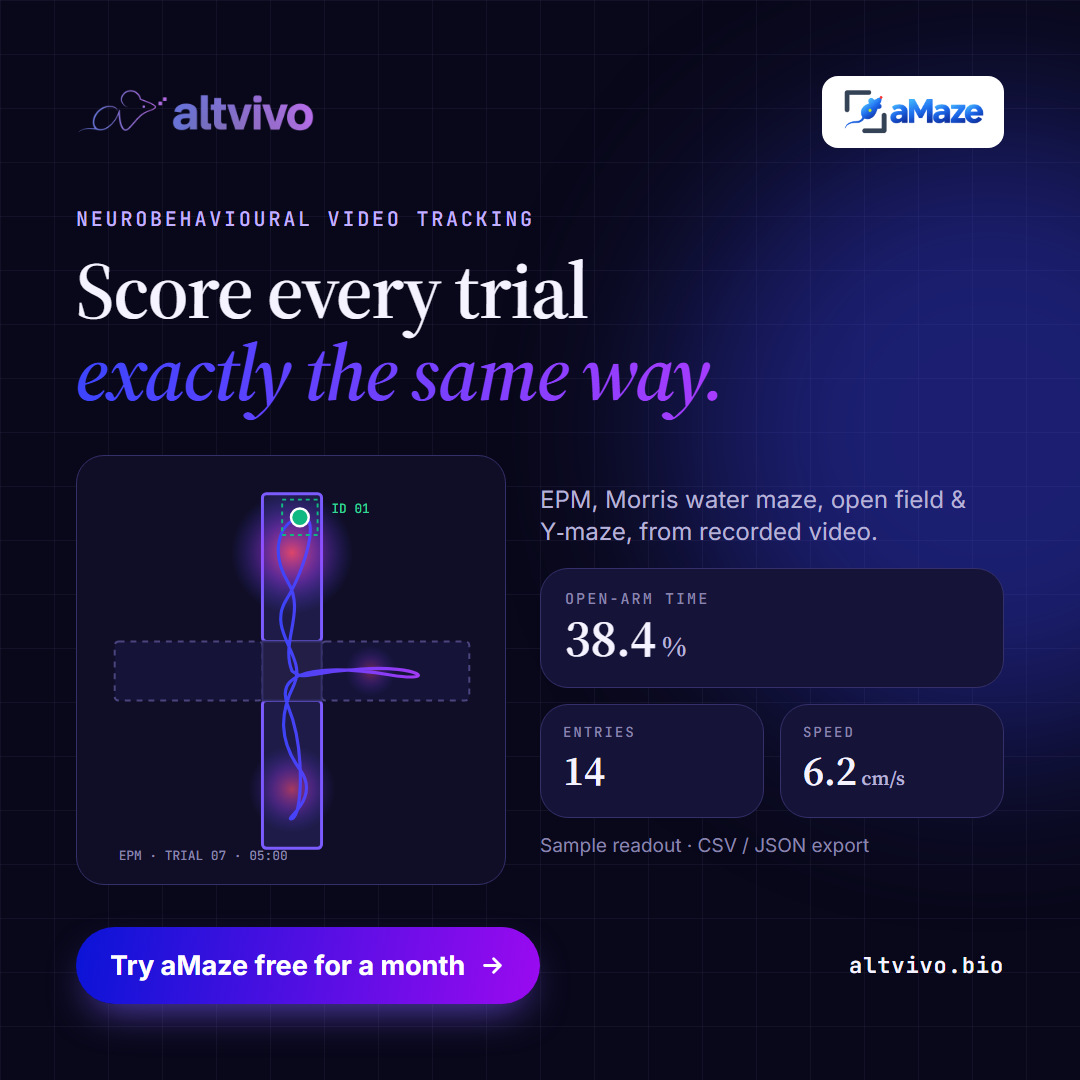 altvivo
aMaze
NEUROBEHAVIOURAL VIDEO TRACKING
Score every trial
exactly the same way.
ID 01
EPM · TRIAL 07 · 05:00
EPM, Morris water maze, open field &
Y-maze, from recorded video.
OPEN-ARM TIME
38.4 %
ENTRIES
14
SPEED
6.2 cm/s
Sample readout · CSV / JSON export
Try aMaze free for a month →
altvivo.bio